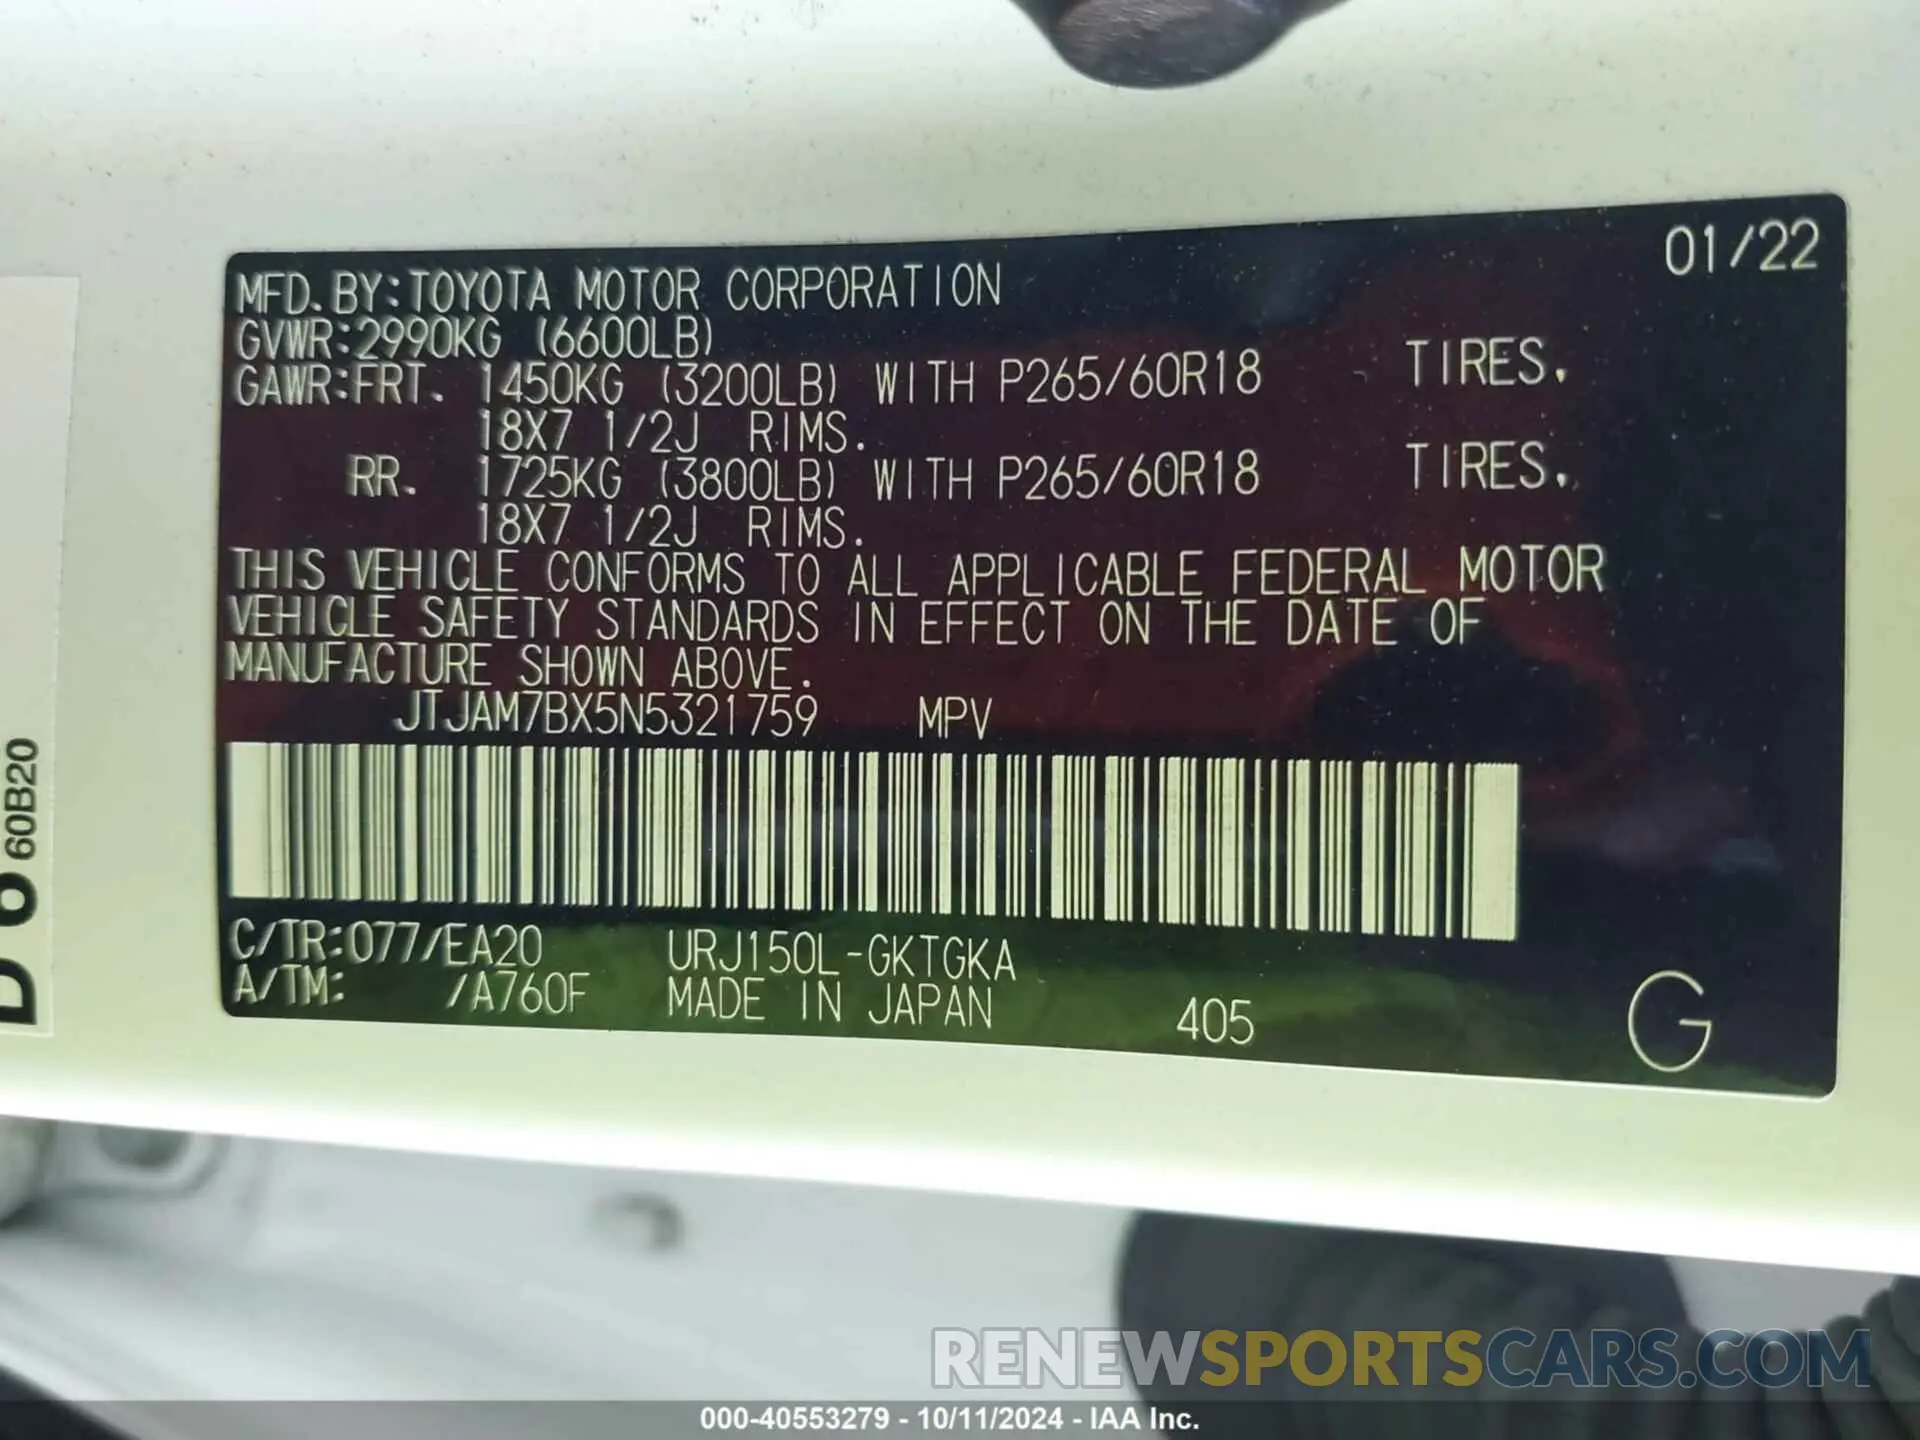 01/22
MFD.BY:TOYOTA MOTOR CORPORATION
GVWR:2990KG (6600LB)
GAWR:FRT. 1450KG (3200LB) WITH P265/60R18 TIRES.
18X7 1/2J RIMS.
RR. 1725KG (3800LB) WITH P265/60R18 TIRES.
18X7 1/2J RIMS.
THIS VEHICLE CONFORMS TO ALL APPLICABLE FEDERAL MOTOR
VEHICLE SAFETY STANDARDS IN EFFECT ON THE DATE OF
MANUFACTURE SHOWN ABOVE.
JTJAM7BX5N5321759 MPV
C/TR:077/EA20 URJ150L-GKTGKA
A/TM: /A760F MADE IN JAPAN 405 G
60B20
D 6
RENEWSPORTSCARS.COM
000-40553279 - 10/11/2024 - IAA Inc.